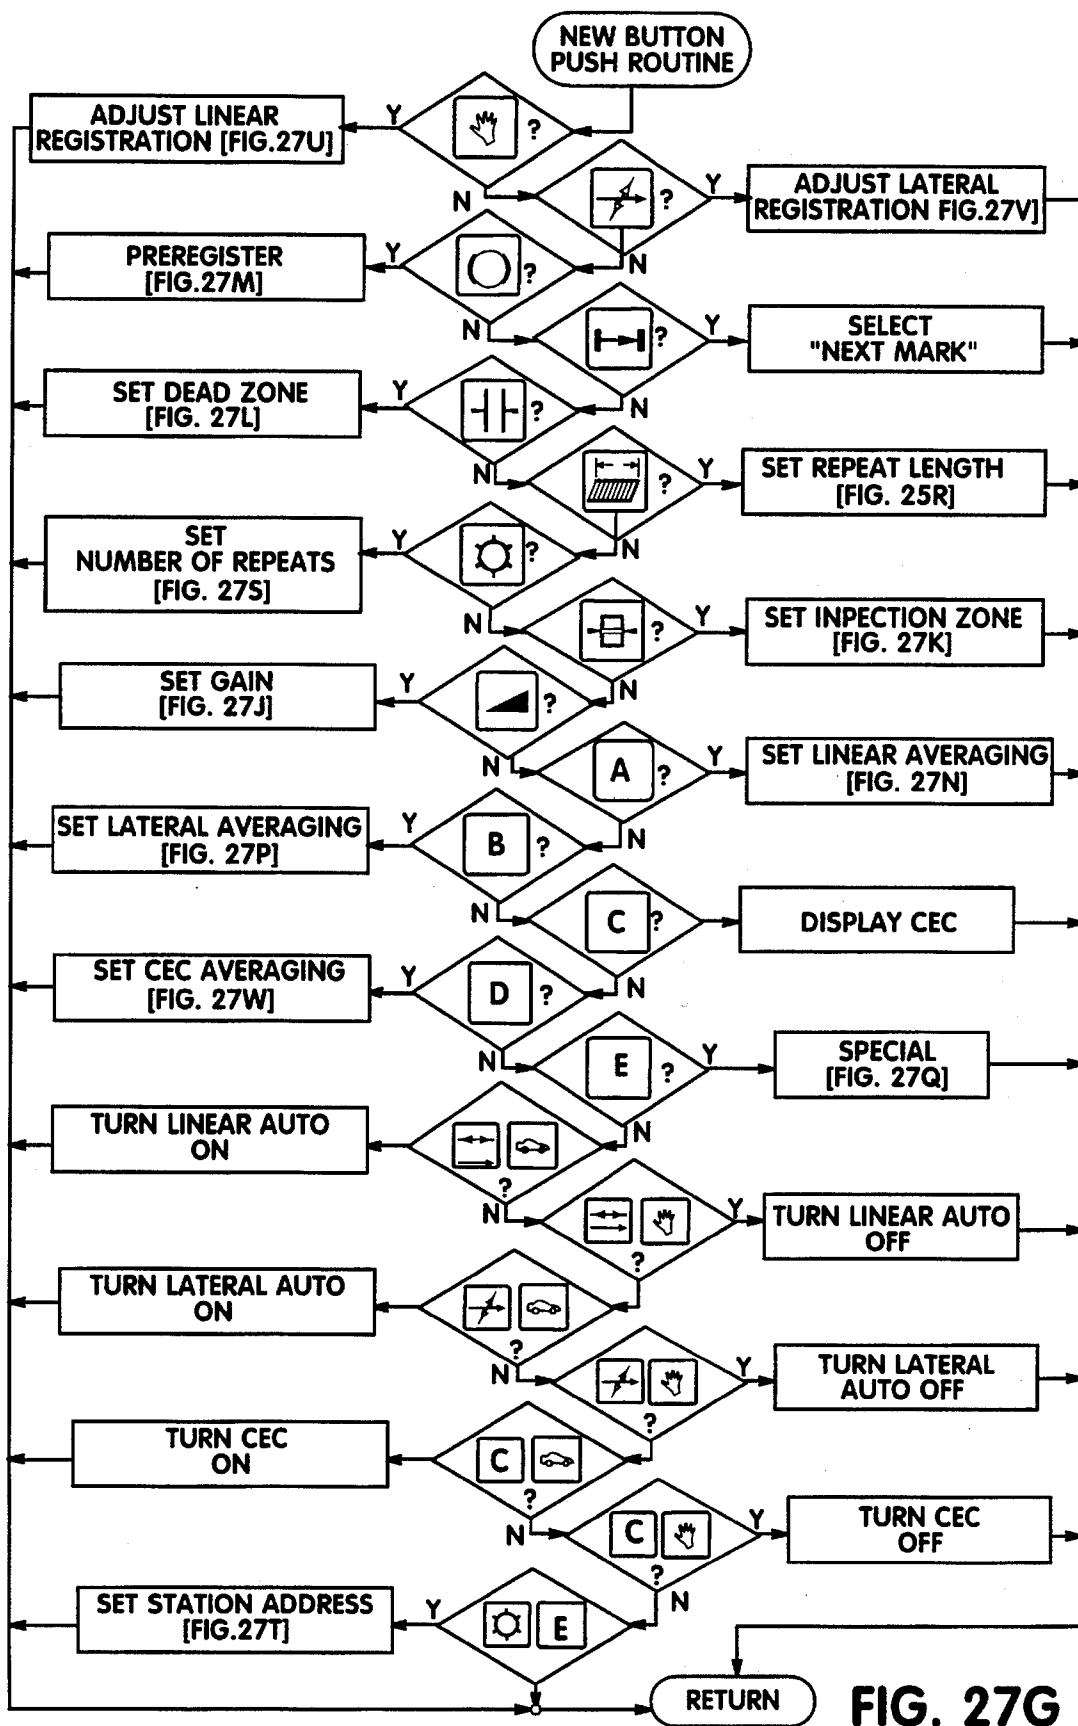 NEW BUTTON
PUSH ROUTINE
ADJUST LINEAR
REGISTRATION [FIG.27U]
Y
?
N
ADJUST LATERAL
REGISTRATION FIG.27V]
Y
?
N
PREREGISTER
[FIG.27M]
Y
?
N
SELECT
"NEXT MARK"
Y
?
N
SET DEAD ZONE
[FIG. 27L]
Y
?
N
SET REPEAT LENGTH
[FIG. 25R]
Y
?
N
SET
NUMBER OF REPEATS
[FIG. 27S]
Y
?
N
SET INPECTION ZONE
[FIG. 27K]
Y
?
N
SET GAIN
[FIG. 27J]
Y
?
N
A ?
Y
SET LINEAR AVERAGING
[FIG. 27N]
N
SET LATERAL AVERAGING
[FIG. 27P]
Y
B ?
N
C ?
DISPLAY CEC
N
SET CEC AVERAGING
[FIG. 27W]
Y
D ?
N
E ?
Y
SPECIAL
[FIG. 27Q]
N
TURN LINEAR AUTO
ON
?
N
Y
TURN LINEAR AUTO
OFF
?
TURN LATERAL AUTO
ON
?
N
Y
TURN LATERAL
AUTO OFF
?
TURN CEC
ON
C
?
N
C
Y
TURN CEC
OFF
?
N
SET STATION ADDRESS
[FIG.27T]
Y
E
RETURN
FIG. 27G